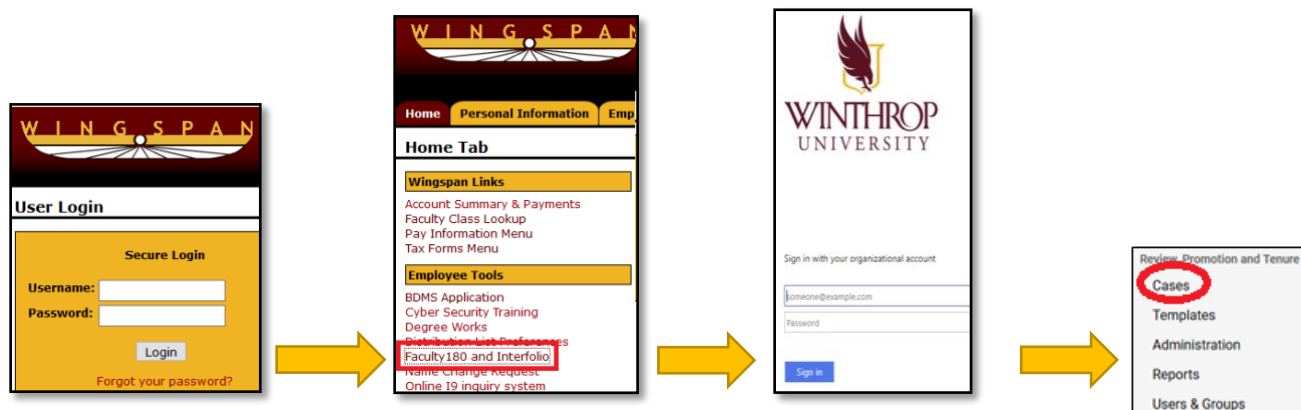 WINGSPAN
User Login
Secure Login
Username:
Password:
Login
Forgot your password?
WINGSPAN
Home Personal Information Emp
Home Tab
Wingspan Links
Account Summary & Payments
Faculty Class Lookup
Pay Information Menu
Tax Forms Menu
Employee Tools
BDMS Application
Cyber Security Training
Degree Works
Distribution List Preferences
Faculty180 and Interfolio
Name Change Request
Online I9 inquiry system
WINTHROP
UNIVERSITY
Sign in with your organizational account
someone@example.com
Password
Sign in
Review, Promotion and Tenure
Cases
Templates
Administration
Reports
Users & Groups